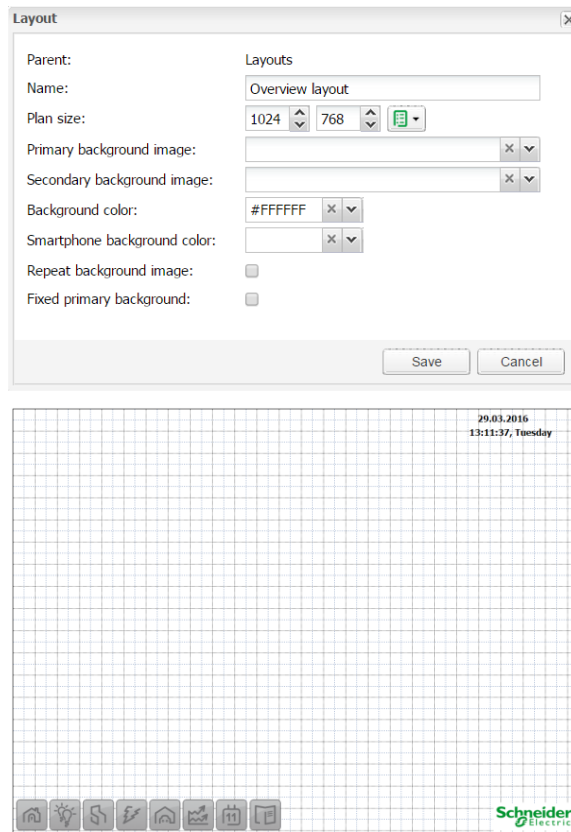 Layout
Parent: Layouts
Name: Overview layout
Plan size: 1024 768
Primary background image:
Secondary background image:
Background color: #FFFFFF
Smartphone background color:
Repeat background image:
Fixed primary background:
Save Cancel
29.03.2016
13:11:37, Tuesday
11
Schneider
Electric